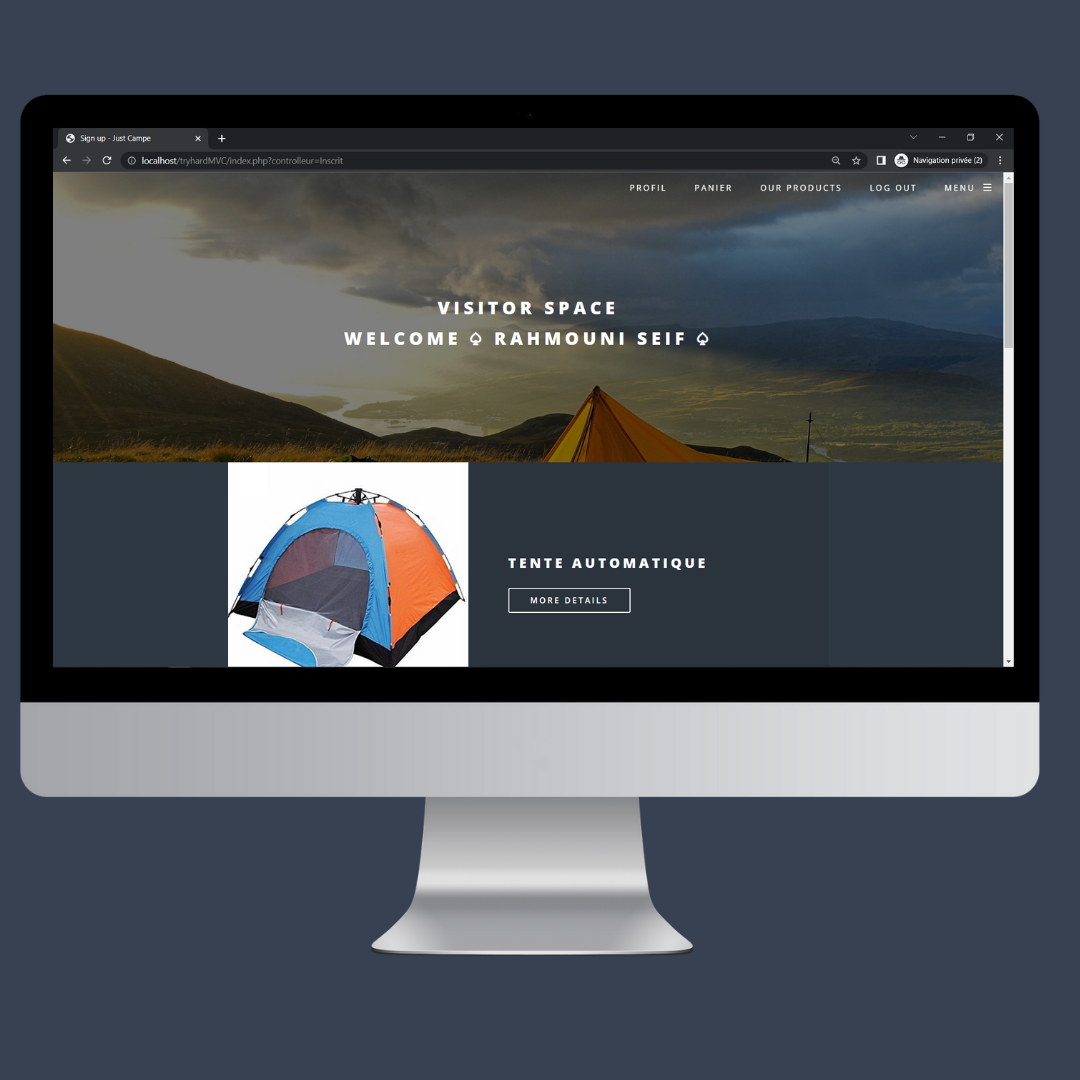 Sign up - Just Campe
localhost/tryhardMVC/index.php?controlleur=Inscrit
Navigation privée (2)
PROFIL PANIER OUR PRODUCTS LOG OUT MENU
VISITOR SPACE
WELCOME ♤ RAHMOUNI SEIF ♤
TENTE AUTOMATIQUE
MORE DETAILS